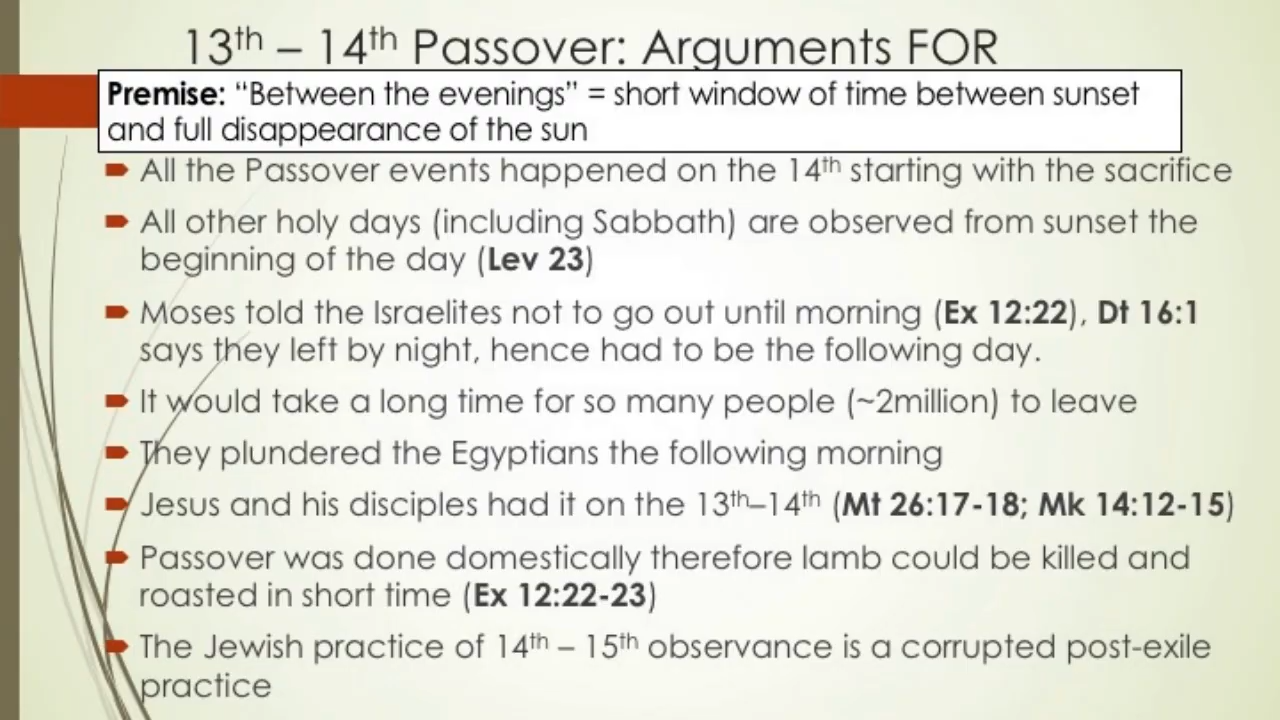 13th – 14th Passover: Arguments FOR
Premise: “Between the evenings” = short window of time between sunset
and full disappearance of the sun
All the Passover events happened on the 14th starting with the sacrifice
All other holy days (including Sabbath) are observed from sunset the
beginning of the day (Lev 23)
Moses told the Israelites not to go out until morning (Ex 12:22), Dt 16:1
says they left by night, hence had to be the following day.
It would take a long time for so many people (~2million) to leave
They plundered the Egyptians the following morning
Jesus and his disciples had it on the 13th–14th (Mt 26:17-18; Mk 14:12-15)
Passover was done domestically therefore lamb could be killed and
roasted in short time (Ex 12:22-23)
The Jewish practice of 14th – 15th observance is a corrupted post-exile
practice